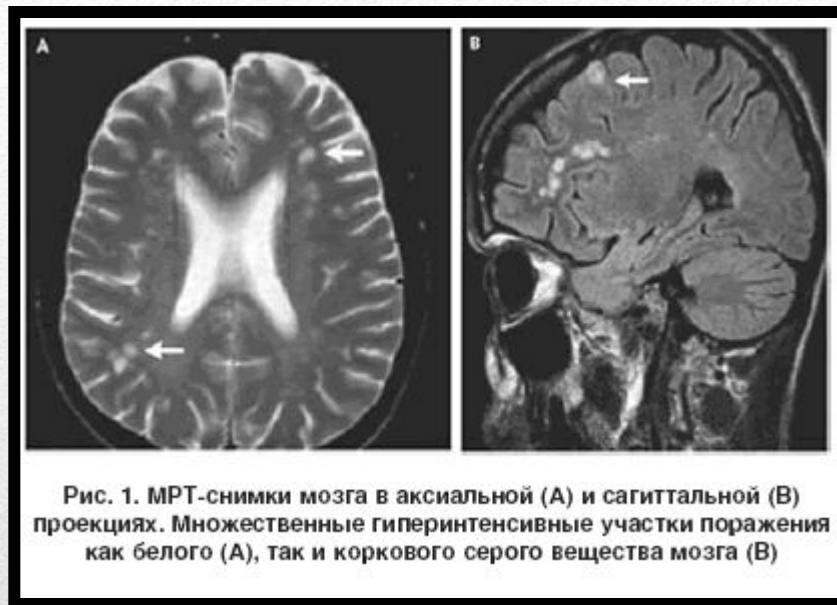 A
B
Рис. 1. МРТ-снимки мозга в аксиальной (А) и сагиттальной (В)
проекциях. Множественные гиперинтенсивные участки поражения
как белого (А), так и коркового серого вещества мозга (В)